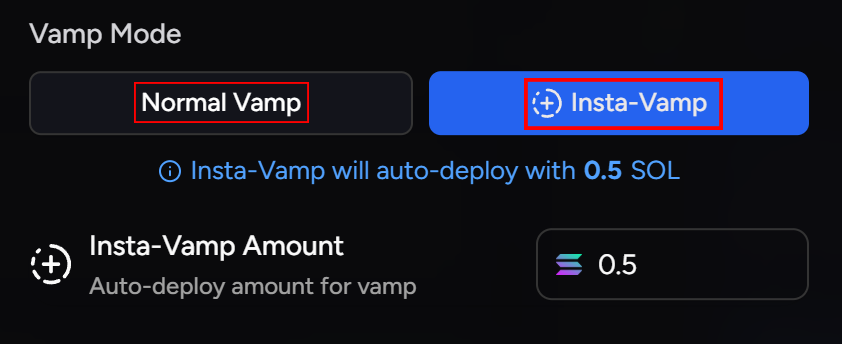 Vamp Mode
Normal Vamp
Insta-Vamp
Insta-Vamp will auto-deploy with 0.5 SOL
Insta-Vamp Amount
Auto-deploy amount for vamp
0.5